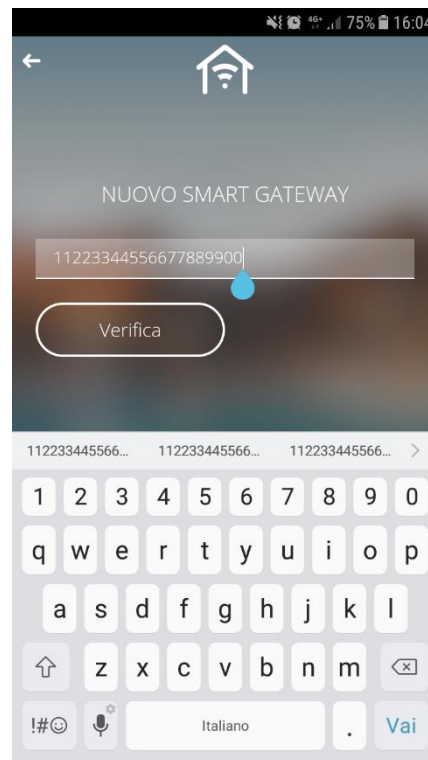 4G+ 75% 16:04
NUOVO SMART GATEWAY
11223344556677889900
Verifica
112233445566... 112233445566... 112233445566...
1 2 3 4 5 6 7 8 9 0
q w e r t y u i o p
a s d f g h j k l
z x c v b n m
!#☺ Italiano . Vai